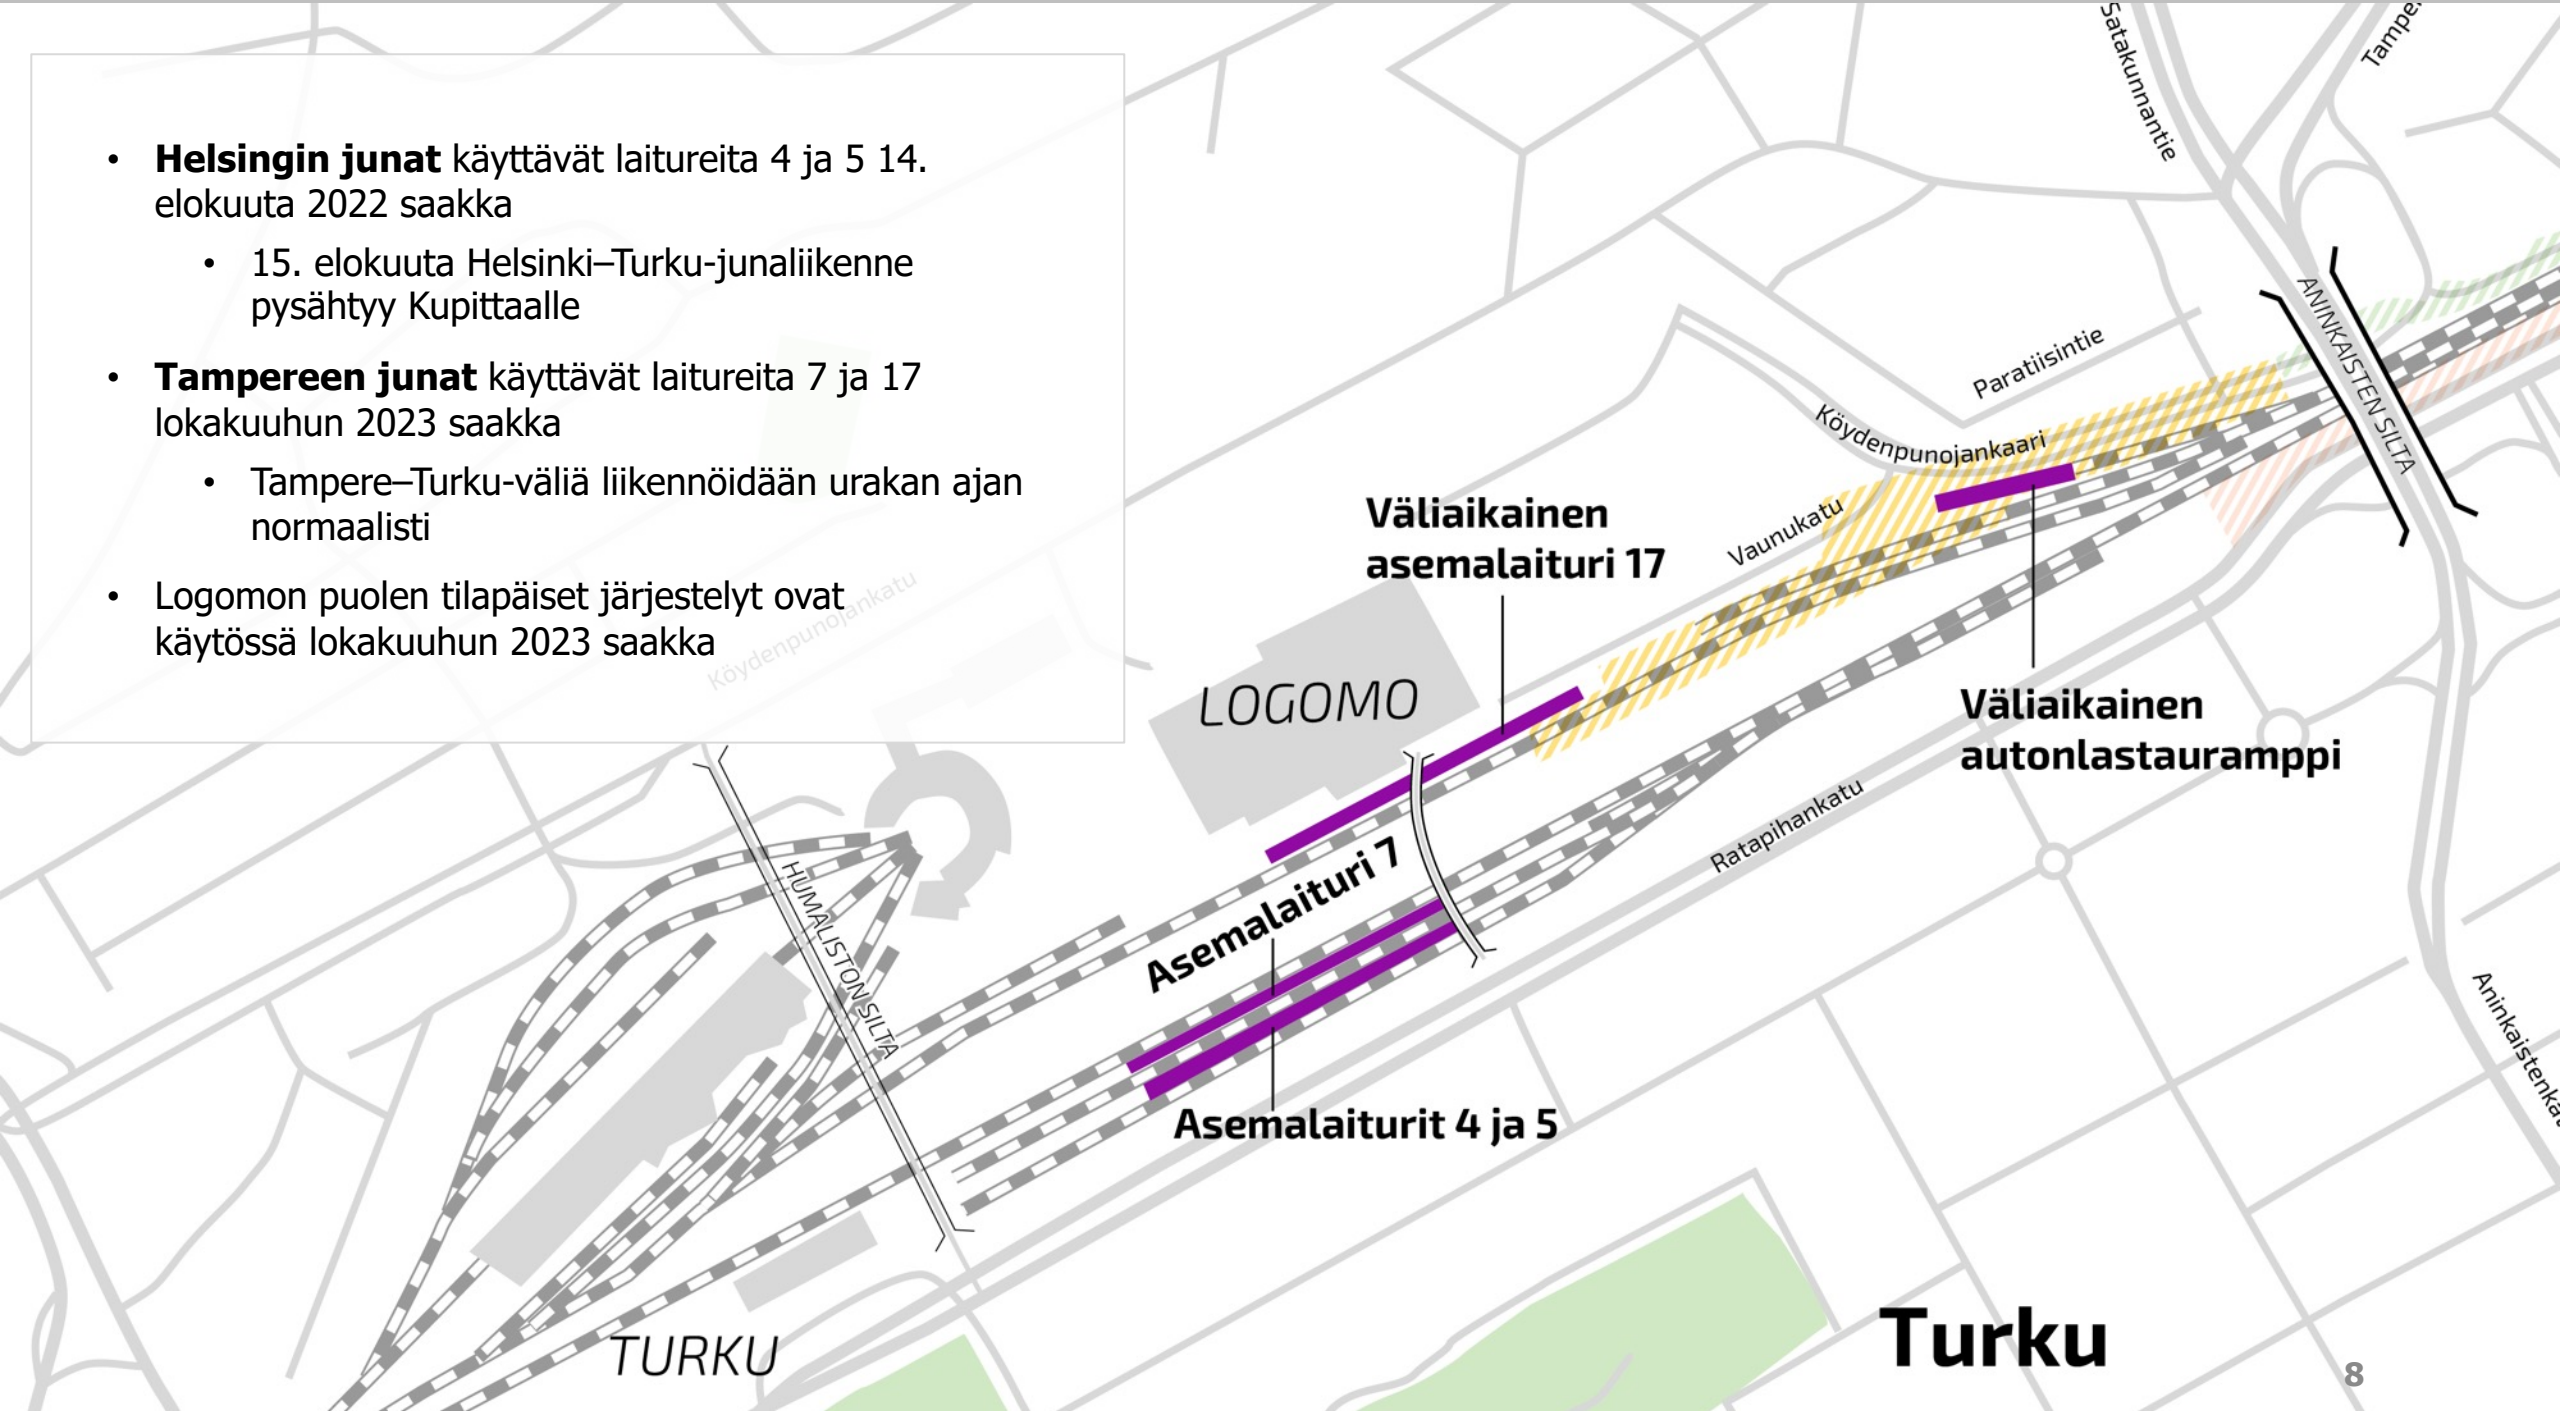 • Helsingin junat käyttävät laitureita 4 ja 5 14.
elokuuta 2022 saakka
• 15. elokuuta Helsinki–Turku-junaliikenne
pysähtyy Kupittaalle
• Tampereen junat käyttävät laitureita 7 ja 17
lokakuuhun 2023 saakka
• Tampere–Turku-väliä liikennöidään urakan ajan
normaalisti
• Logomon puolen tilapäiset järjestelyt ovat
käytössä lokakuuhun 2023 saakka
Köydenpunojankatu
Satakunnantie
Tampe
ANINKAISTEN SILTA
Paratiisintie
Köydenpunojankaari
Vaunukatu
Väliaikainen
asemalaituri 17
LOGOMO
Väliaikainen
autonlastauramppi
Ratapihankatu
Asemalaituri 7
HUMALISTON SILTA
Asemalaiturit 4 ja 5
Aninkaistenka
TURKU
Turku
8